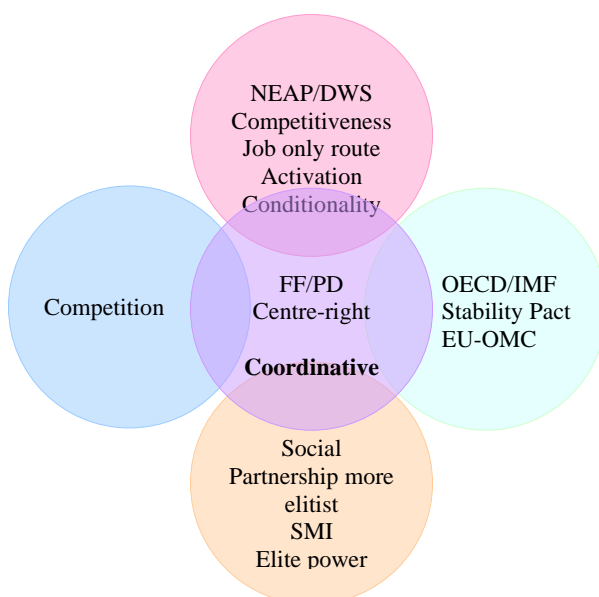 NEAP/DWS
Competitiveness
Job only route
Activation
Conditionality
Competition
FF/PD
Centre-right
Coordinative
OECD/IMF
Stability Pact
EU-OMC
Social
Partnership more
elitist
SMI
Elite power